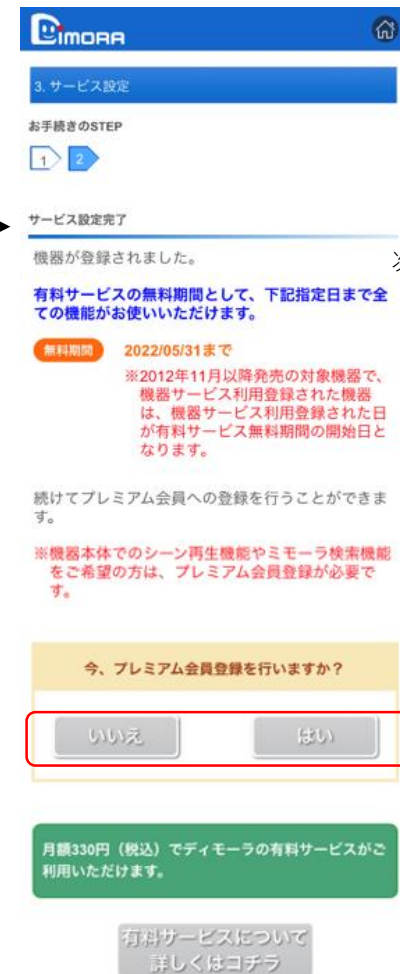 DiMORA
3. サービス設定
お手続きのSTEP
1 2
サービス設定完了
機器が登録されました。
有料サービスの無料期間として、下記指定日まで全
ての機能がお使いいただけます。
無料期間 2022/05/31まで
※2012年11月以降発売の対象機器で、
機器サービス利用登録された機器
は、機器サービス利用登録された日
が有料サービス無料期間の開始日と
なります。
続けてプレミアム会員への登録を行うことができま
す。
※機器本体でのシーン再生機能やミモーラ検索機能
をご希望の方は、プレミアム会員登録が必要で
す。
今、プレミアム会員登録を行いますか？
いいえ はい
月額330円（税込）でディモーラの有料サービスがご
利用いただけます。
有料サービスについて
詳しくはコチラ